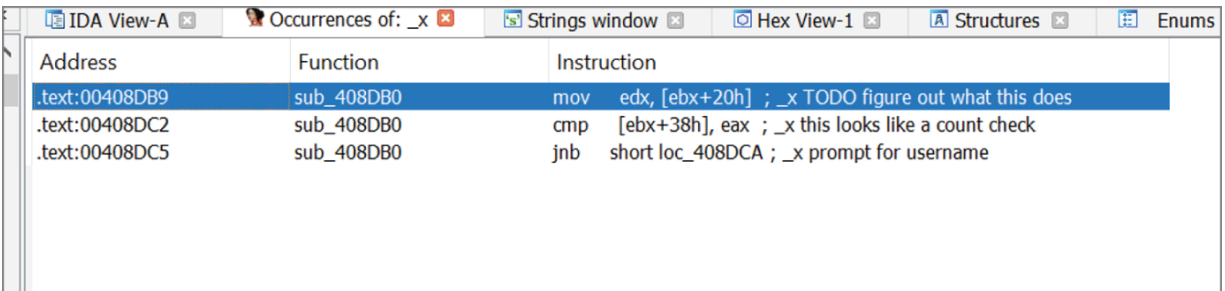 IDA View-A Occurrences of: _x Strings window Hex View-1 Structures Enums
Address Function Instruction
.text:00408DB9 sub_408DB0 mov edx, [ebx+20h] ; _x TODO figure out what this does
.text:00408DC2 sub_408DB0 cmp [ebx+38h], eax ; _x this looks like a count check
.text:00408DC5 sub_408DB0 jnb short loc_408DCA ; _x prompt for username